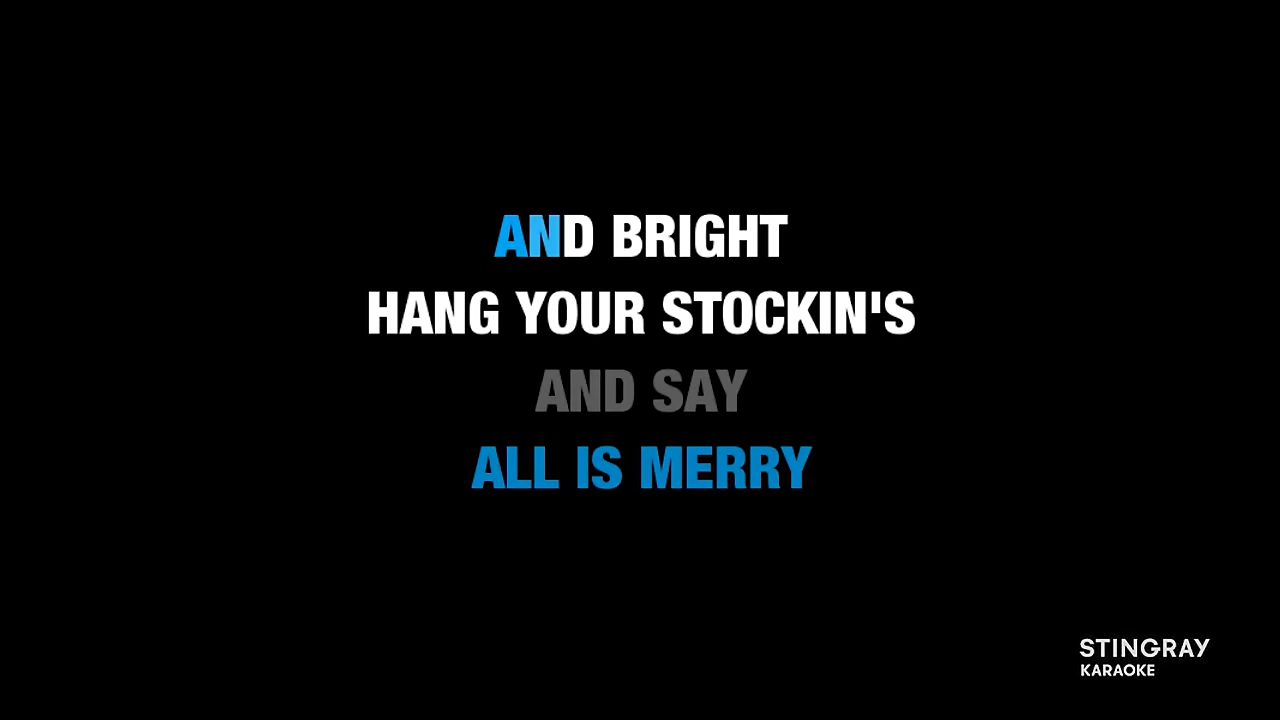 AND BRIGHT
HANG YOUR STOCKIN'S
AND SAY
ALL IS MERRY
STINGRAY
KARAOKE